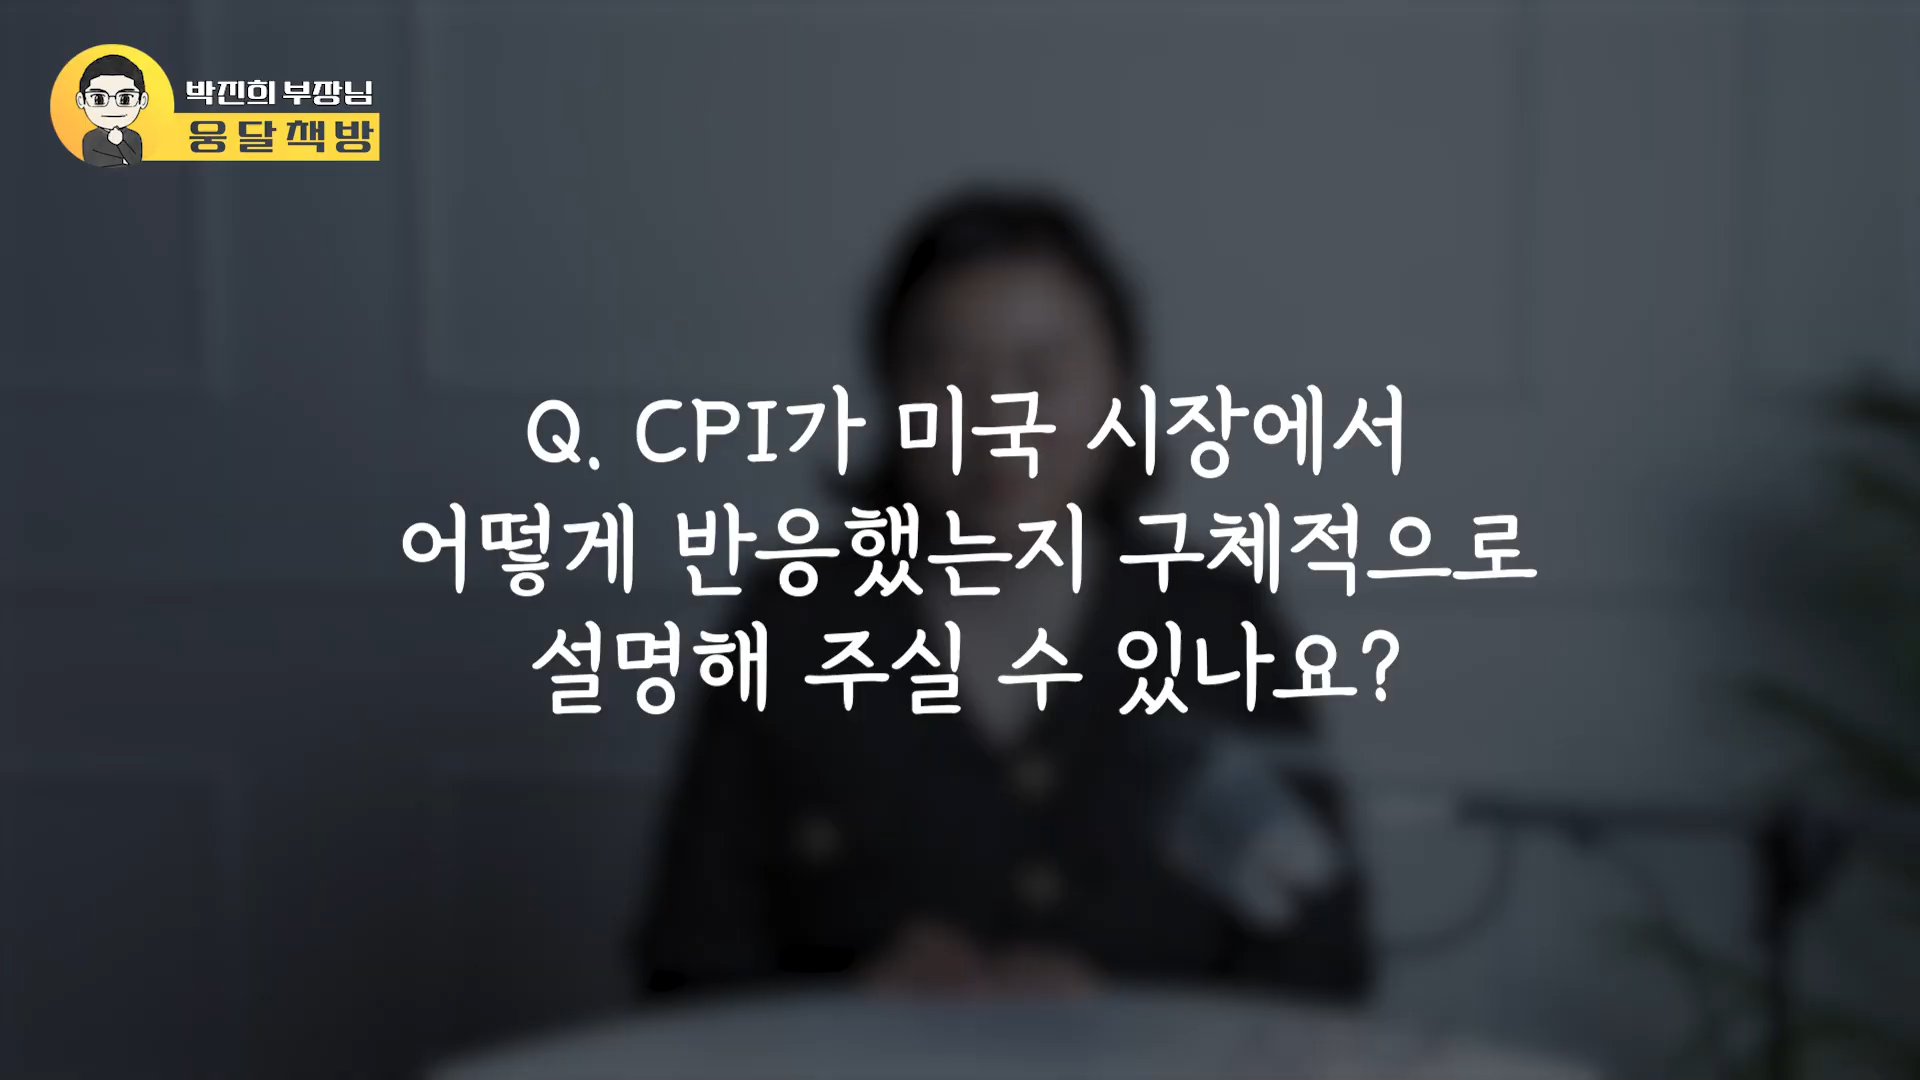 박진희 부장님
웅달책방
Q. CPI가 미국 시장에서
어떻게 반응했는지 구체적으로
설명해 주실 수 있나요?